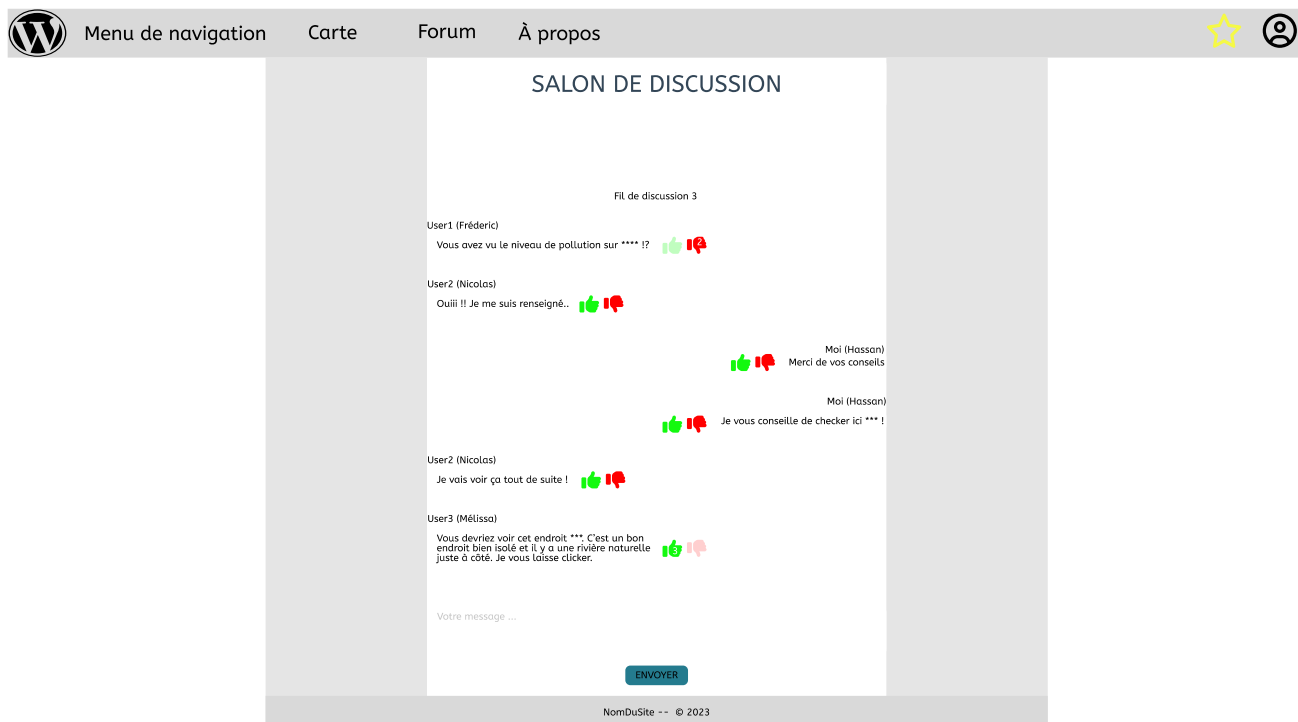 Menu de navigation Carte Forum À propos
SALON DE DISCUSSION
Fil de discussion 3
User1 (Fréderic)
Vous avez vu le niveau de pollution sur **** !? 2
User2 (Nicolas)
Ouiii !! Je me suis renseigné..
Moi (Hassan)
Merci de vos conseils
Moi (Hassan)
Je vous conseille de checker ici *** !
User2 (Nicolas)
Je vais voir ça tout de suite !
User3 (Mélissa)
Vous devriez voir cet endroit ***. C'est un bon
endroit bien isolé et il y a une rivière naturelle 3
juste à côté. Je vous laisse clicker.
Votre message ...
ENVOYER
NomDuSite -- © 2023